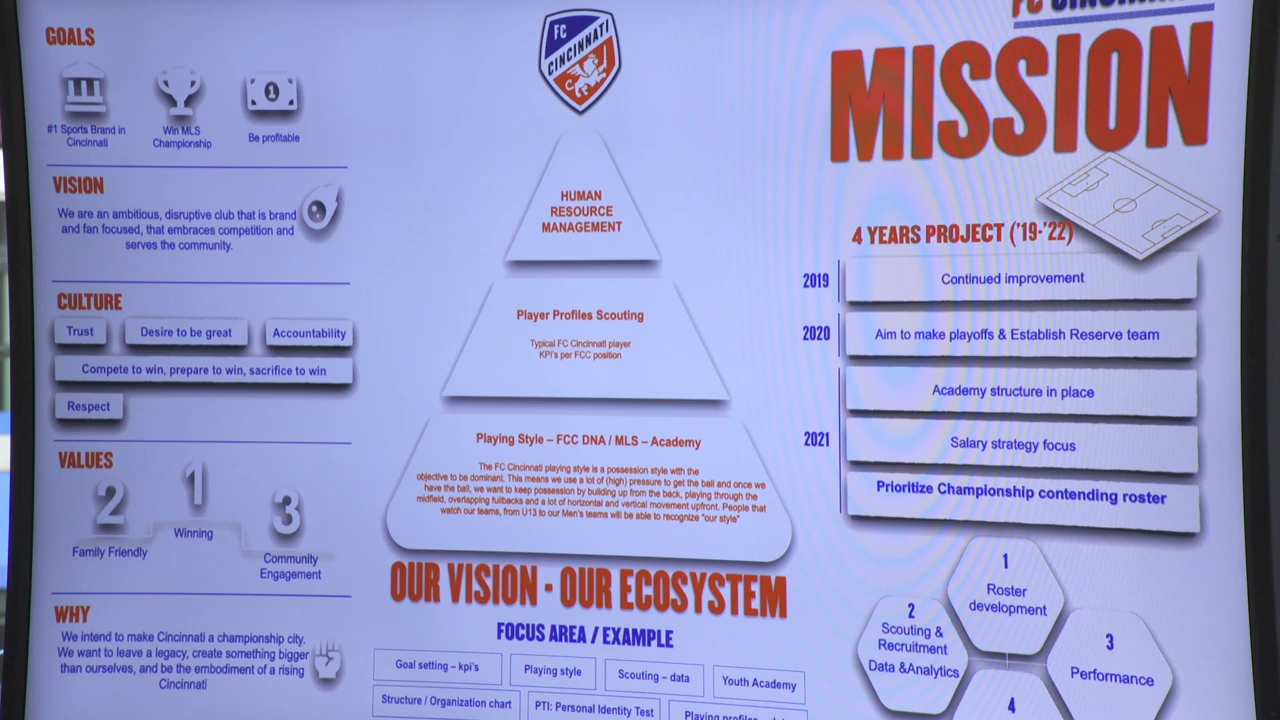 GOALS
#1 Sports Brand in
Cincinnati
Win MLS
Championship
1
Be profitable
VISION
We are an ambitious, disruptive club that is brand
and fan focused, that embraces competition and
serves the community.
CULTURE
Trust
Desire to be great
Accountability
Compete to win, prepare to win, sacrifice to win
Respect
VALUES
2
1
3
Family Friendly
Winning
Community
Engagement
WHY
We intend to make Cincinnati a championship city.
We want to leave a legacy, create something bigger
than ourselves, and be the embodiment of a rising
Cincinnati
FC
CINCINNATI
HUMAN
RESOURCE
MANAGEMENT
Player Profiles Scouting
Typical FC Cincinnati player
KPI's per FCC position
Playing Style – FCC DNA / MLS – Academy
The FC Cincinnati playing style is a possession style with the
objective to be dominant. This means we use a lot of (high) pressure to get the ball and once we
have the ball, we want to keep possession by building up from the back, playing through the
midfield, overlapping fullbacks and a lot of horizontal and vertical movement upfront. People that
watch our teams, from U13 to our Men's teams will be able to recognize "our style"
OUR VISION - OUR ECOSYSTEM
FOCUS AREA / EXAMPLE
Goal setting – kpi's
Playing style
Scouting – data
Youth Academy
Structure / Organization chart
PTI: Personal Identity Test
Playing profiles
FC CINCINNATI
MISSION
4 YEARS PROJECT ('19-'22)
2019
Continued improvement
2020
Aim to make playoffs & Establish Reserve team
Academy structure in place
2021
Salary strategy focus
Prioritize Championship contending roster
1
Roster
development
2
Scouting &
Recruitment
Data &Analytics
3
Performance
4